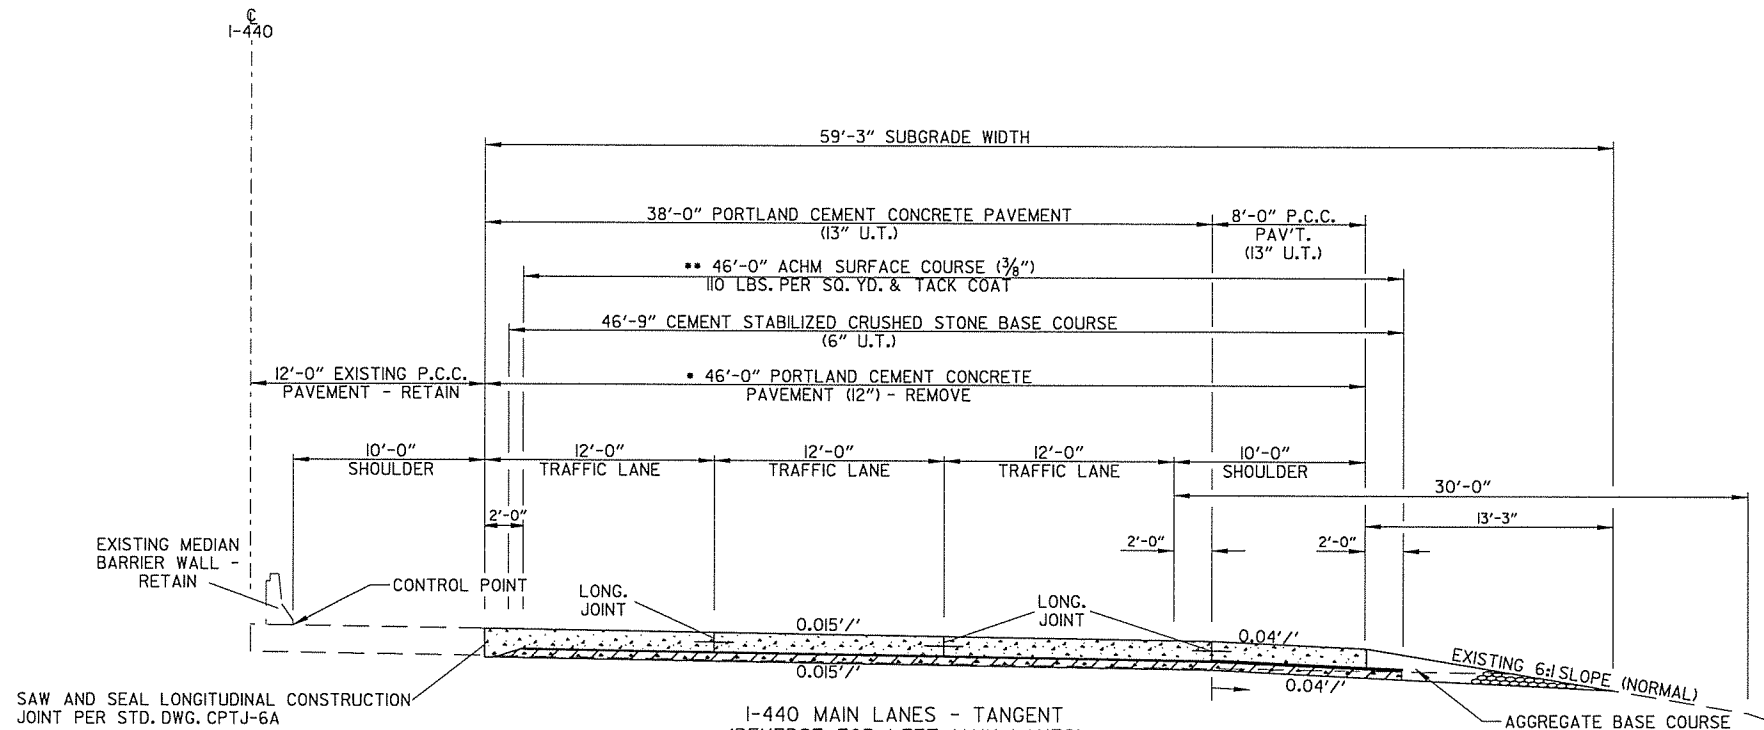 ℄
I-440
59'-3" SUBGRADE WIDTH
38'-0" PORTLAND CEMENT CONCRETE PAVEMENT
(13" U.T.)
8'-0" P.C.C.
PAV'T.
(13" U.T.)
** 46'-0" ACHM SURFACE COURSE (3/8")
110 LBS. PER SQ. YD. & TACK COAT
46'-9" CEMENT STABILIZED CRUSHED STONE BASE COURSE
(6" U.T.)
12'-0" EXISTING P.C.C.
PAVEMENT - RETAIN
* 46'-0" PORTLAND CEMENT CONCRETE
PAVEMENT (12") - REMOVE
10'-0"
SHOULDER
12'-0"
TRAFFIC LANE
12'-0"
TRAFFIC LANE
12'-0"
TRAFFIC LANE
10'-0"
SHOULDER
30'-0"
2'-0"
13'-3"
2'-0"
2'-0"
EXISTING MEDIAN
BARRIER WALL -
RETAIN
CONTROL POINT
LONG.
JOINT
LONG.
JOINT
0.015'/'
0.04'/'
0.015'/'
0.04'/'
EXISTING 6:1 SLOPE (NORMAL)
SAW AND SEAL LONGITUDINAL CONSTRUCTION
JOINT PER STD. DWG. CPTJ-6A
AGGREGATE BASE COURSE
I-440 MAIN LANES - TANGENT